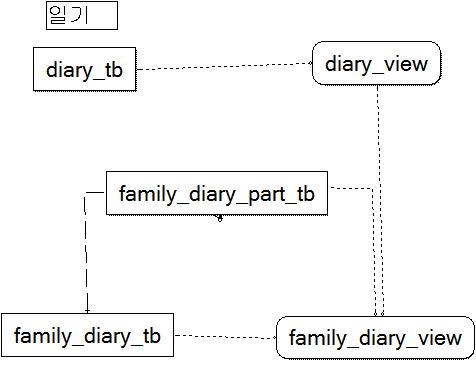 일기
diary_tb
diary_view
family_diary_part_tb
family_diary_tb
family_diary_view